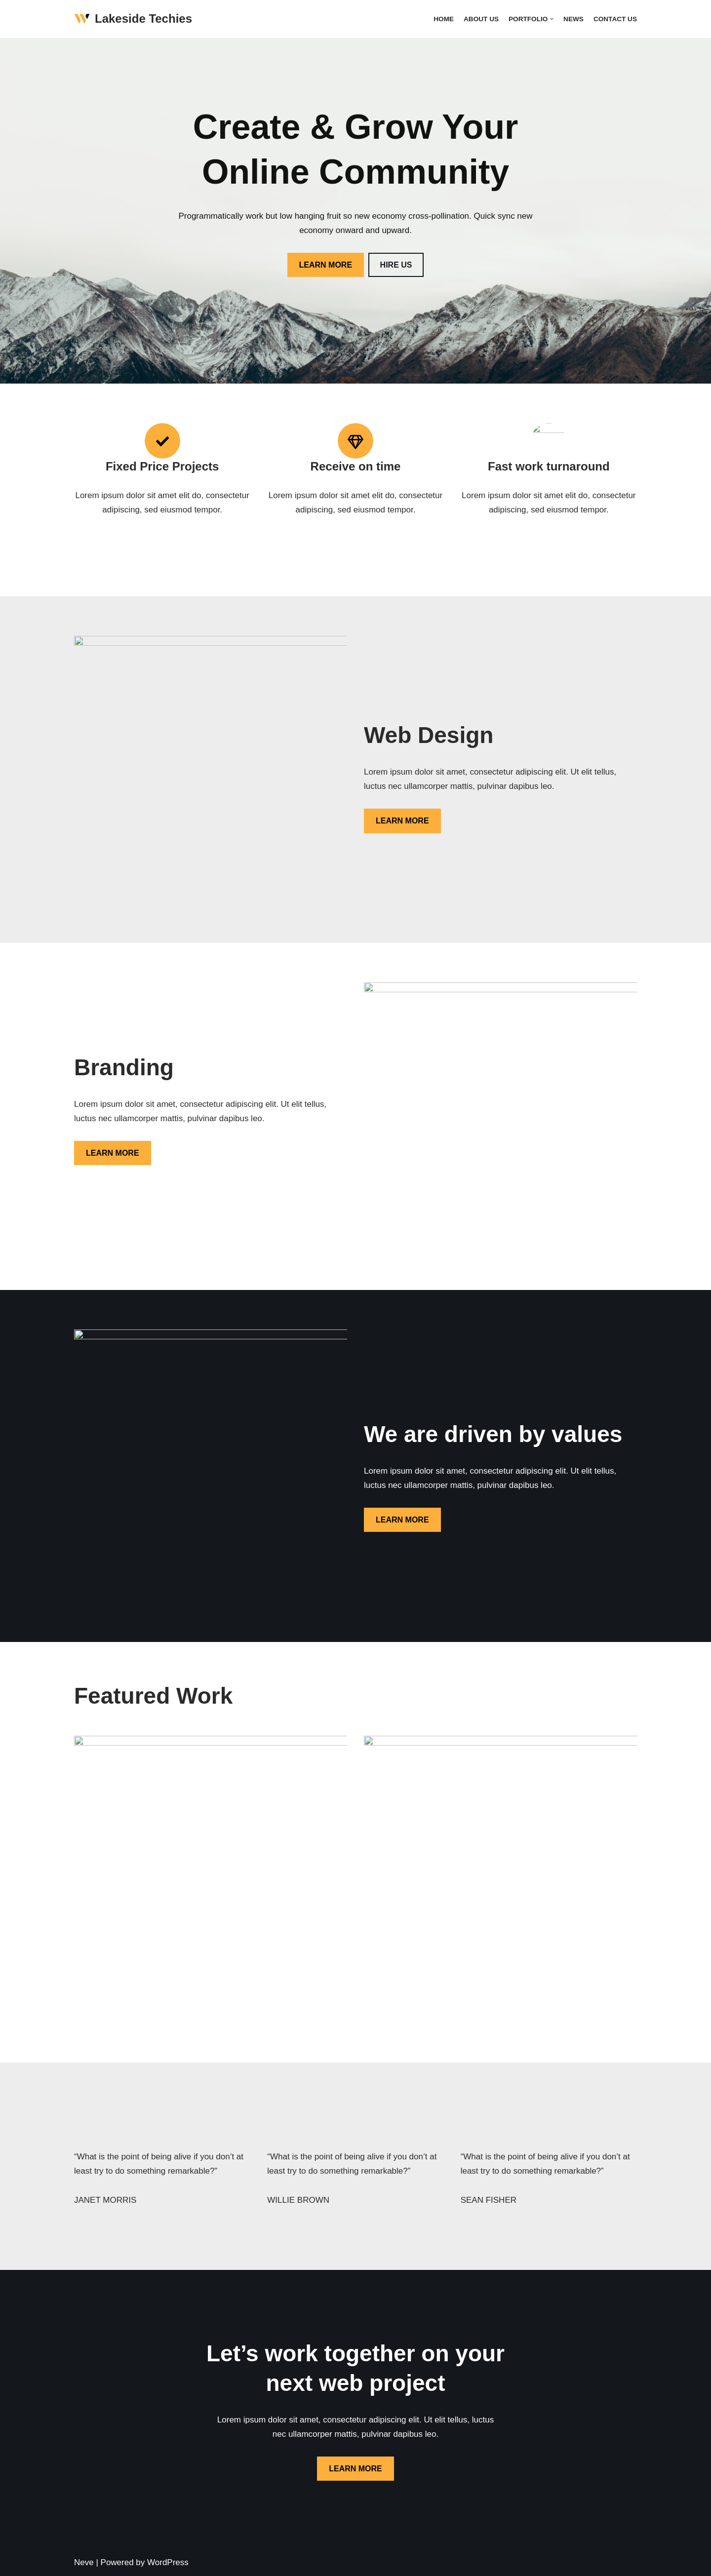 Lakeside Techies
HOME
ABOUT US
PORTFOLIO
NEWS
CONTACT US
Create & Grow Your
Online Community
Programmatically work but low hanging fruit so new economy cross-pollination. Quick sync new
economy onward and upward.
LEARN MORE
HIRE US
Fixed Price Projects
Lorem ipsum dolor sit amet elit do, consectetur
adipiscing, sed eiusmod tempor.
Receive on time
Lorem ipsum dolor sit amet elit do, consectetur
adipiscing, sed eiusmod tempor.
Fast work turnaround
Lorem ipsum dolor sit amet elit do, consectetur
adipiscing, sed eiusmod tempor.
Web Design
Lorem ipsum dolor sit amet, consectetur adipiscing elit. Ut elit tellus,
luctus nec ullamcorper mattis, pulvinar dapibus leo.
LEARN MORE
Branding
Lorem ipsum dolor sit amet, consectetur adipiscing elit. Ut elit tellus,
luctus nec ullamcorper mattis, pulvinar dapibus leo.
LEARN MORE
We are driven by values
Lorem ipsum dolor sit amet, consectetur adipiscing elit. Ut elit tellus,
luctus nec ullamcorper mattis, pulvinar dapibus leo.
LEARN MORE
Featured Work
“What is the point of being alive if you don’t at
least try to do something remarkable?”
JANET MORRIS
“What is the point of being alive if you don’t at
least try to do something remarkable?”
WILLIE BROWN
“What is the point of being alive if you don’t at
least try to do something remarkable?”
SEAN FISHER
Let’s work together on your
next web project
Lorem ipsum dolor sit amet, consectetur adipiscing elit. Ut elit tellus, luctus
nec ullamcorper mattis, pulvinar dapibus leo.
LEARN MORE
Neve | Powered by WordPress